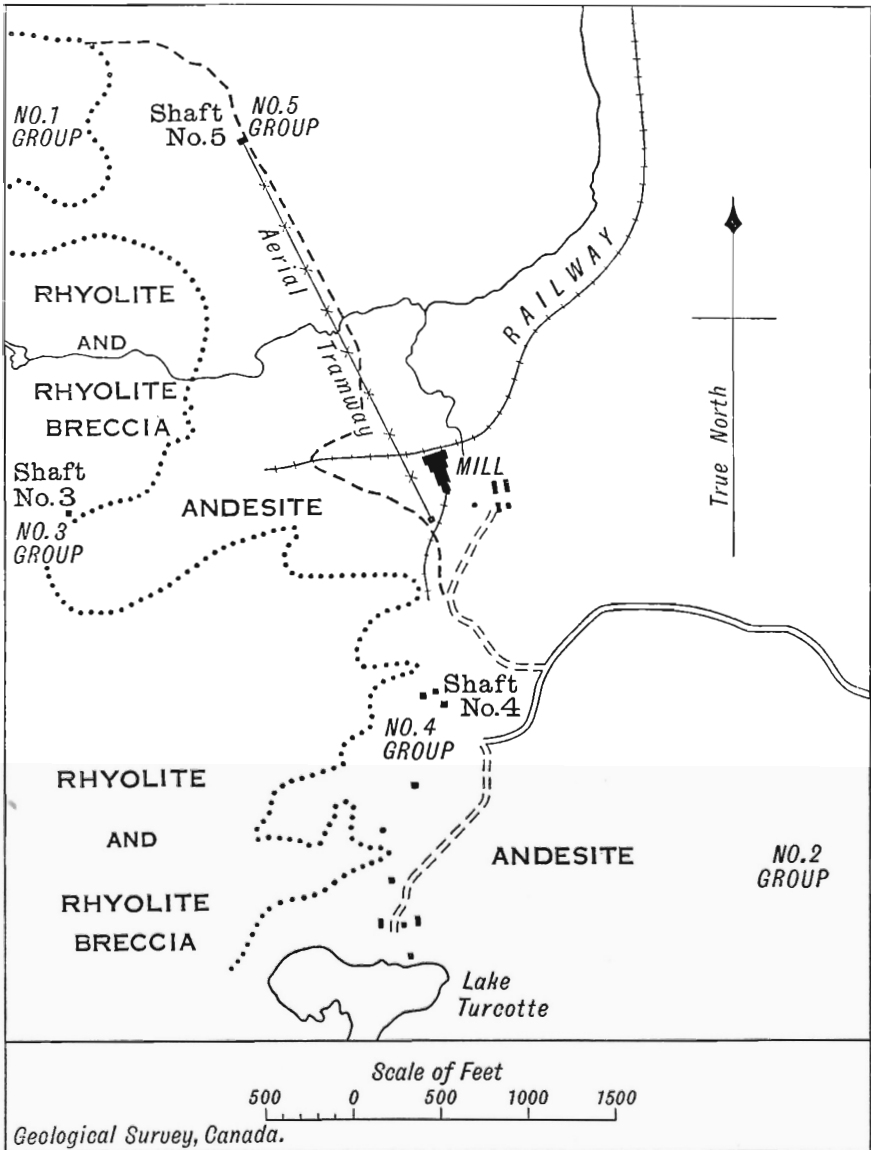 NO.1
GROUP
Shaft
No.5
NO.5
GROUP
Aerial
Tramway
RAILWAY
RHYOLITE
AND
RHYOLITE
BRECCIA
True North
MILL
Shaft
No.3
NO.3
GROUP
ANDESITE
Shaft
No.4
NO.4
GROUP
RHYOLITE
AND
RHYOLITE
BRECCIA
ANDESITE
NO.2
GROUP
Lake
Turcotte
Scale of Feet
500 0 500 1000 1500
Geological Survey, Canada.